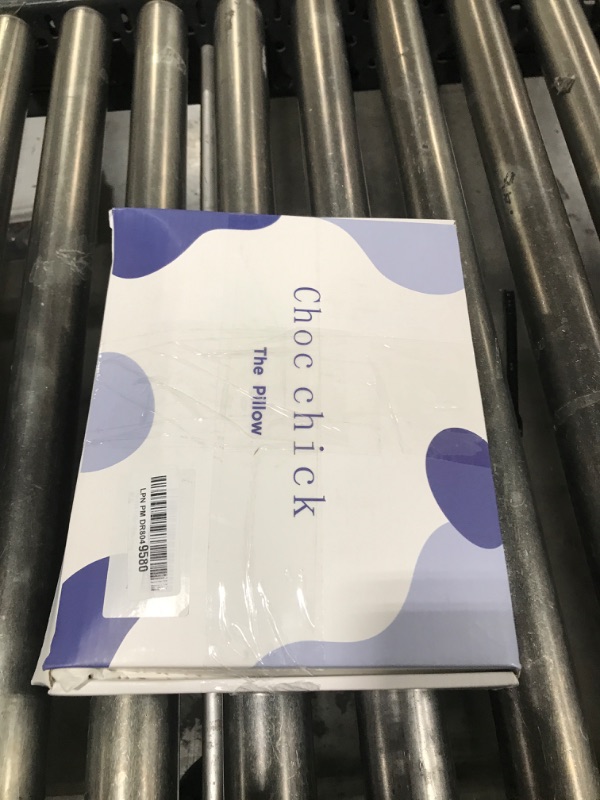 Choc chick
The Pillow
LPN PM DR8049580